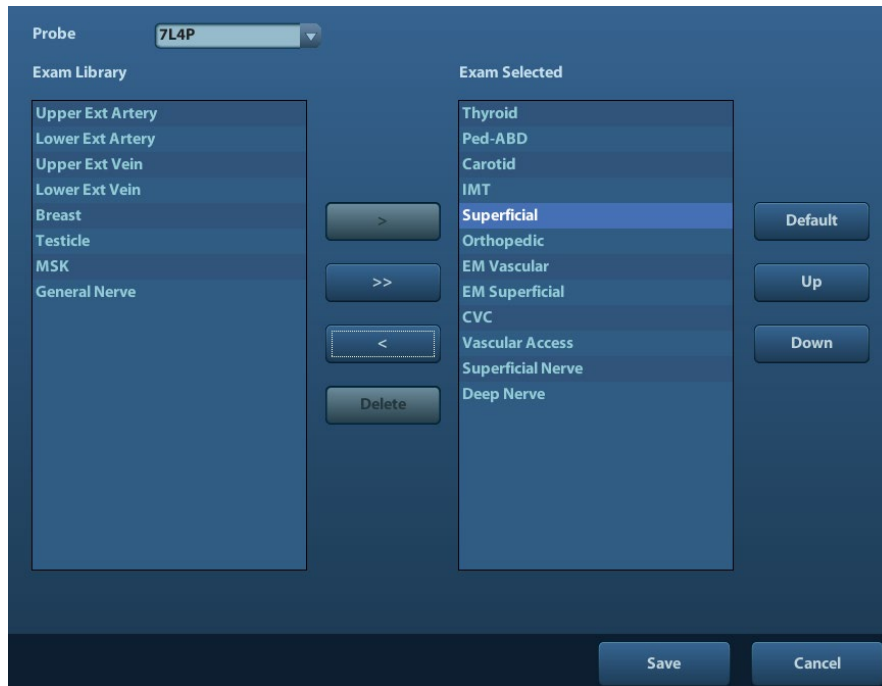 Probe 7L4P
Exam Library
Exam Selected
Upper Ext Artery
Lower Ext Artery
Upper Ext Vein
Lower Ext Vein
Breast
Testicle
MSK
General Nerve
>
>>
<
Delete
Thyroid
Ped-ABD
Carotid
IMT
Superficial
Orthopedic
EM Vascular
EM Superficial
CVC
Vascular Access
Superficial Nerve
Deep Nerve
Default
Up
Down
Save
Cancel